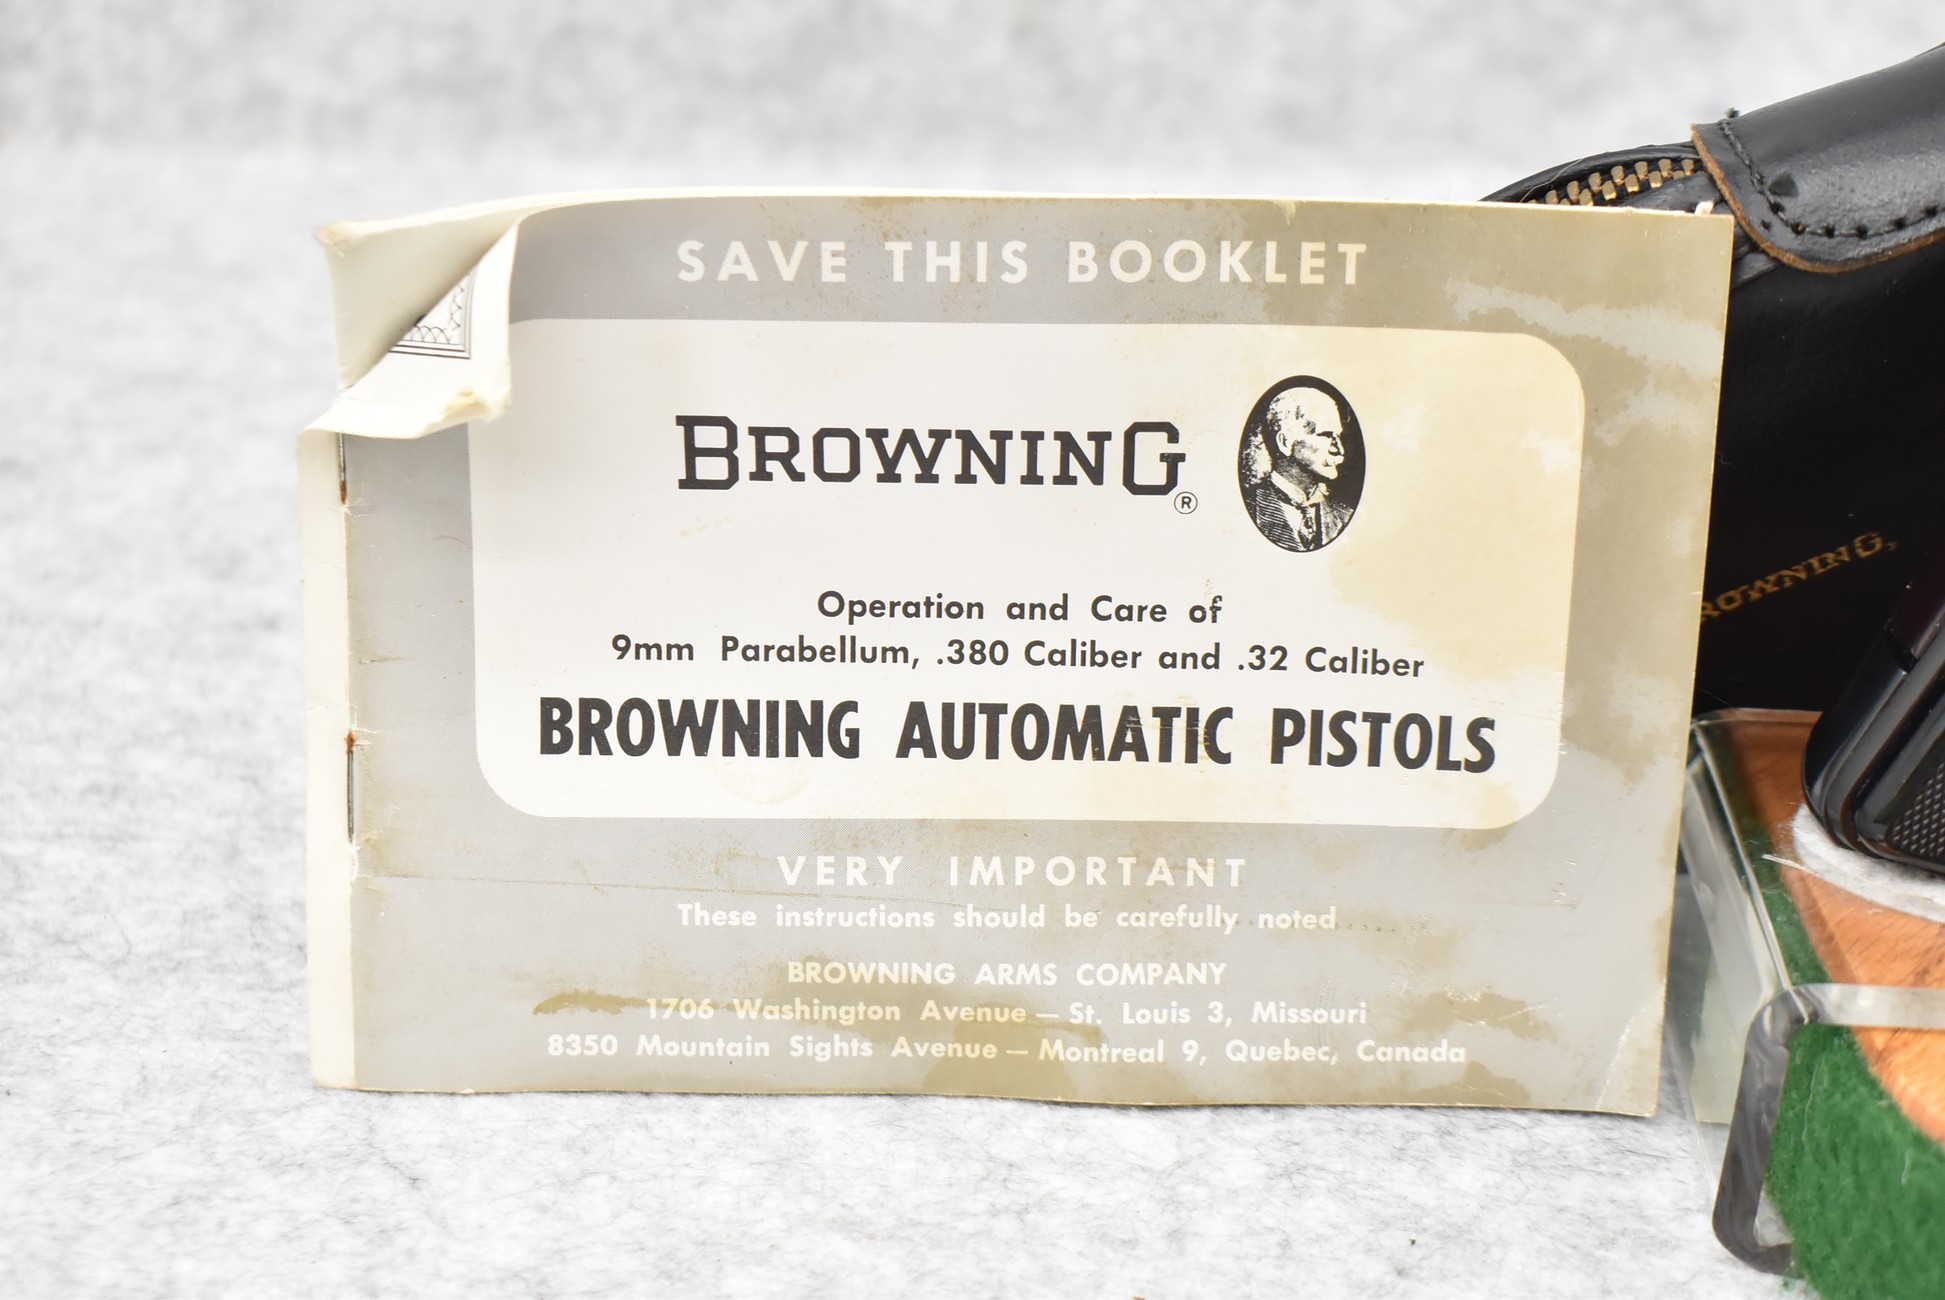 SAVE THIS BOOKLET
BROWNING®
Operation and Care of
9mm Parabellum, .380 Caliber and .32 Caliber
BROWNING AUTOMATIC PISTOLS
VERY IMPORTANT
These instructions should be carefully noted
BROWNING ARMS COMPANY
1706 Washington Avenue — St. Louis 3, Missouri
8350 Mountain Sights Avenue — Montreal 9, Quebec, Canada
ROWNING